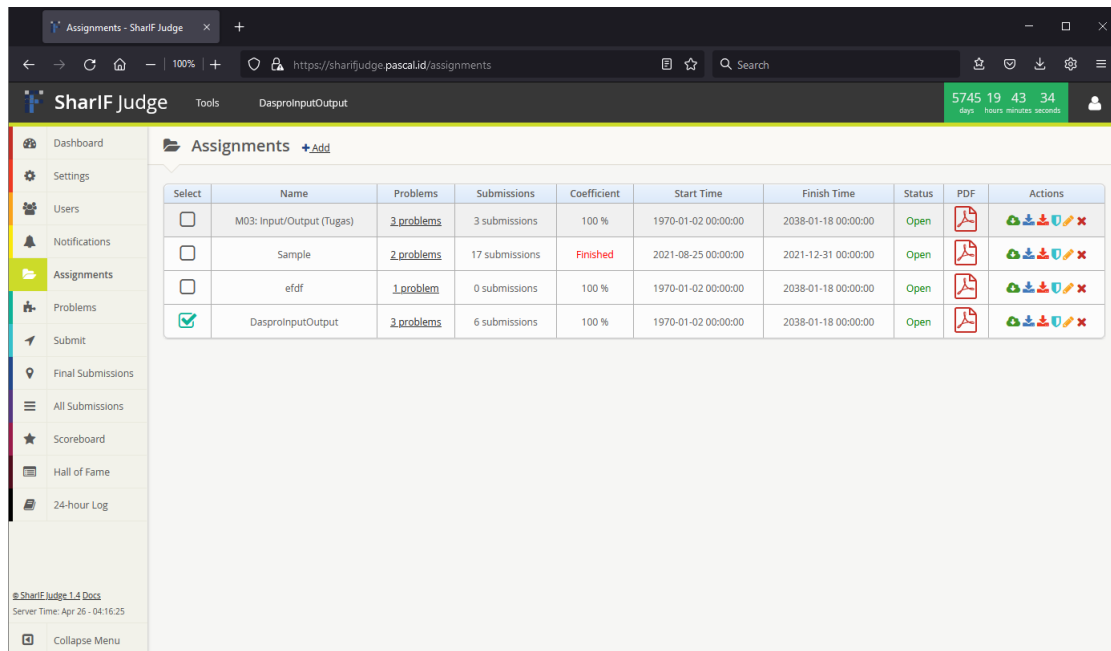 Assignments - SharIF Judge
100%
https://sharifjudge.pascal.id/assignments
Search
SharIF Judge
Tools
DasproInputOutput
5745 19 43 34
days hours minutes seconds
Dashboard
Settings
Users
Notifications
Assignments
Problems
Submit
Final Submissions
All Submissions
Scoreboard
Hall of Fame
24-hour Log
© SharIF Judge 1.4 Docs
Server Time: Apr 26 - 04:16:25
Collapse Menu
Assignments +Add
Select Name Problems Submissions Coefficient Start Time Finish Time Status PDF Actions
M03: Input/Output (Tugas) 3 problems 3 submissions 100 % 1970-01-02 00:00:00 2038-01-18 00:00:00 Open
Sample 2 problems 17 submissions Finished 2021-08-25 00:00:00 2021-12-31 00:00:00 Open
efdf 1 problem 0 submissions 100 % 1970-01-02 00:00:00 2038-01-18 00:00:00 Open
DasproInputOutput 3 problems 6 submissions 100 % 1970-01-02 00:00:00 2038-01-18 00:00:00 Open